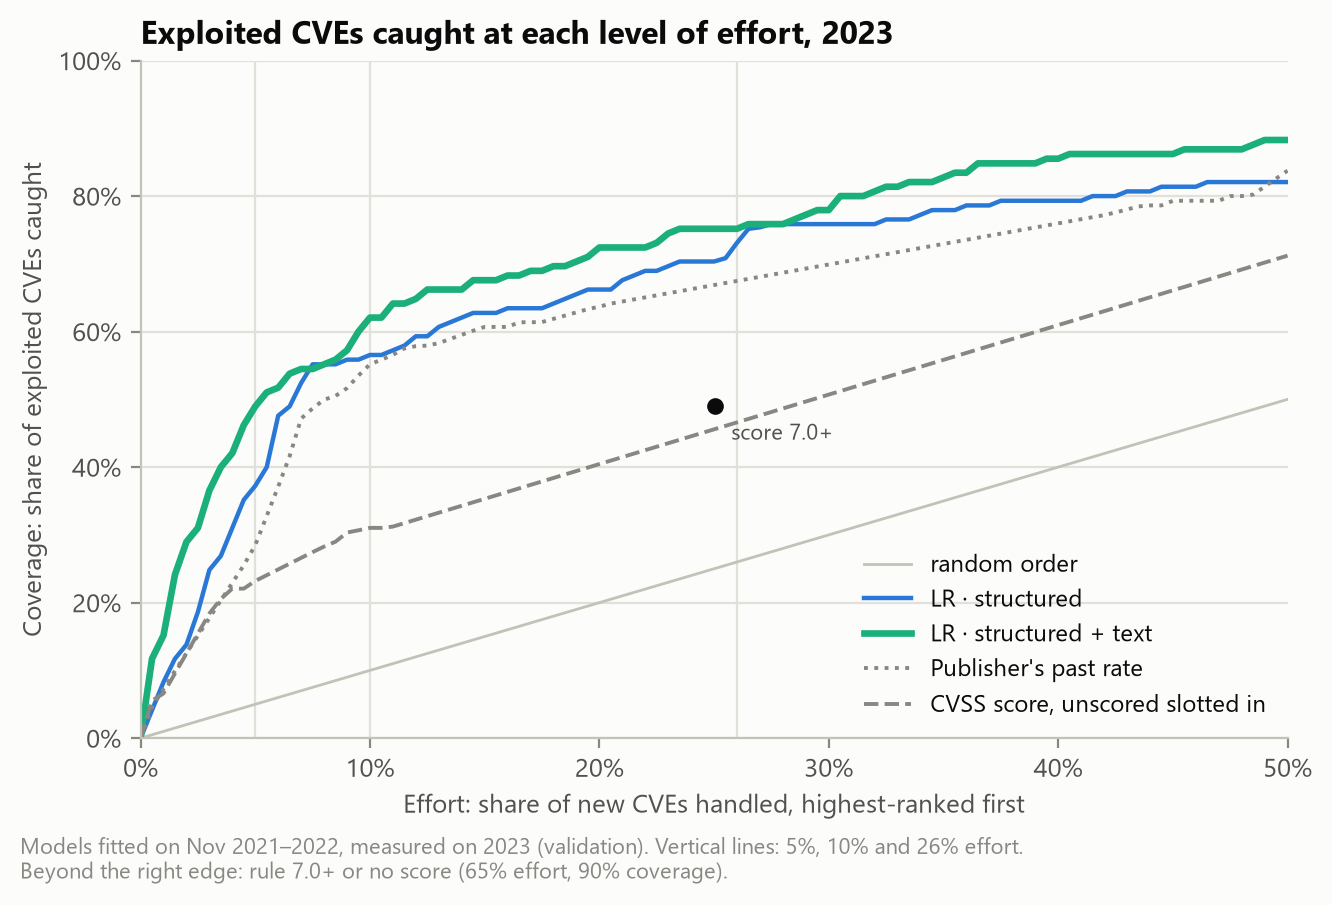 Exploited CVEs caught at each level of effort, 2023
100%
80%
60%
40%
20%
0%
Coverage: share of exploited CVEs caught
score 7.0+
random order
LR · structured
LR · structured + text
Publisher's past rate
CVSS score, unscored slotted in
0%
10%
20%
30%
40%
50%
Effort: share of new CVEs handled, highest-ranked first
Models fitted on Nov 2021–2022, measured on 2023 (validation). Vertical lines: 5%, 10% and 26% effort.
Beyond the right edge: rule 7.0+ or no score (65% effort, 90% coverage).